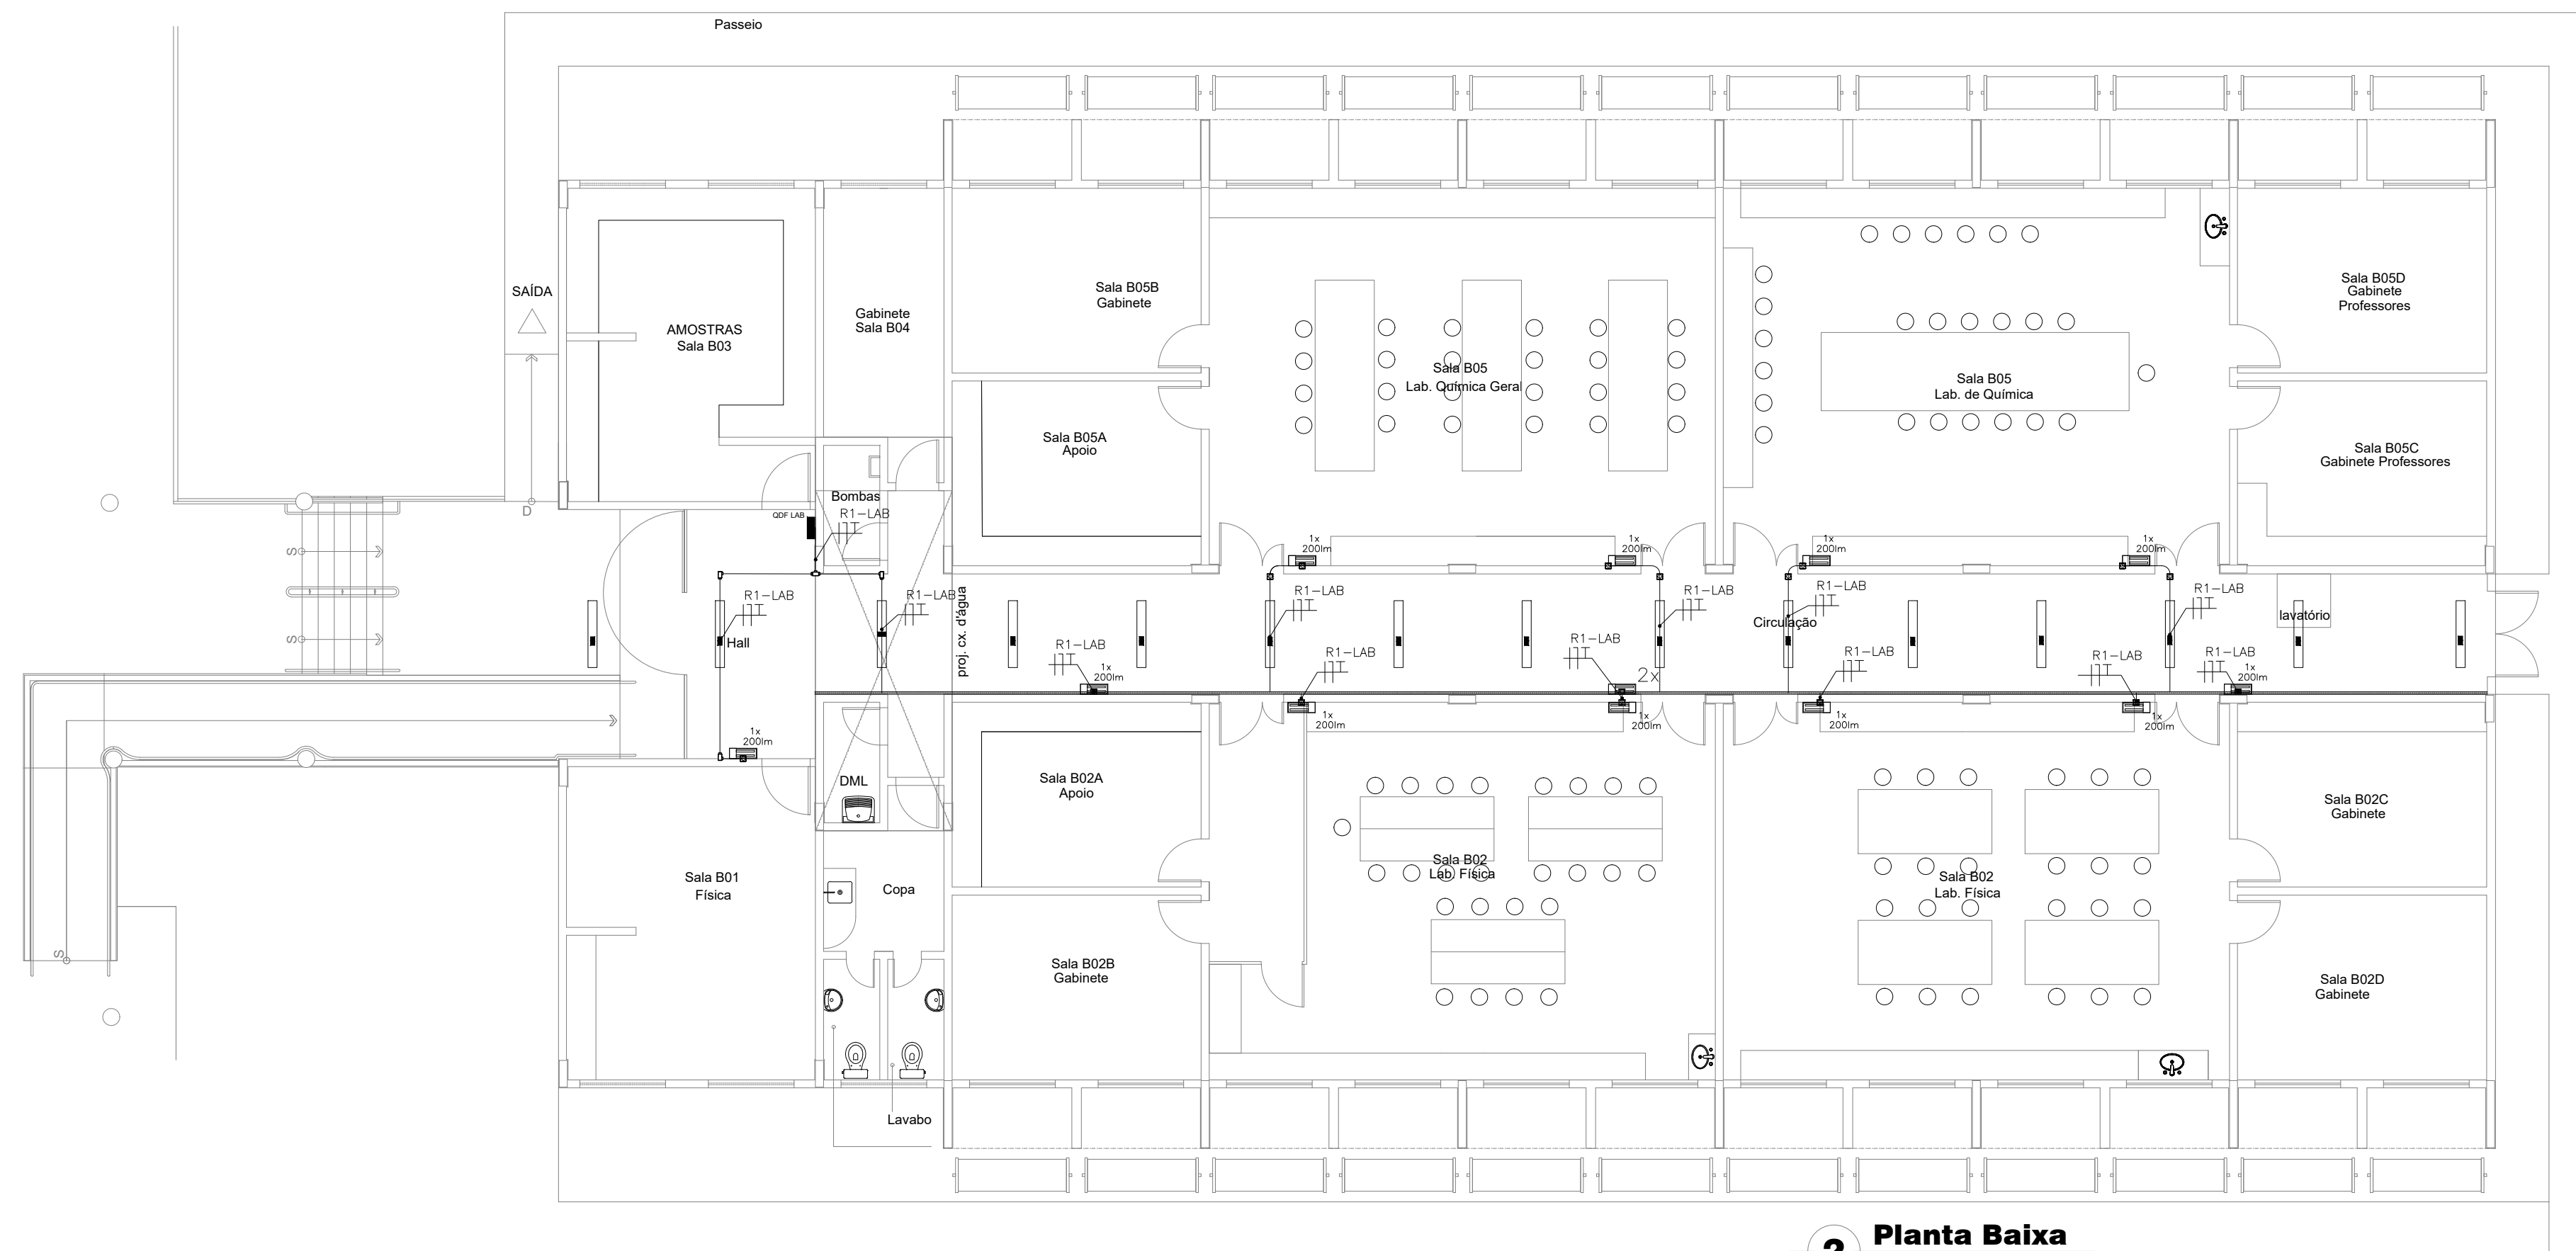 Passeio
SAÍDA
D
AMOSTRAS
Sala B03
Gabinete
Sala B04
Sala B05B
Gabinete
Sala B05A
Apoio
Sala B05
Lab. Química Geral
Sala B05
Lab. de Química
Sala B05D
Gabinete
Professores
Sala B05C
Gabinete Professores
Bombas
QDF LAB
R1-LAB
1x
200lm
1x
200lm
1x
200lm
1x
200lm
S
S
R1-LAB
R1-LAB
R1-LAB
R1-LAB
R1-LAB
R1-LAB
Hall
proj. cx. d'água
Circulação
lavatório
R1-LAB
R1-LAB
R1-LAB
R1-LAB
R1-LAB
R1-LAB
1x
200lm
2x
1x
200lm
1x
200lm
1x
200lm
200lm
1x
200lm
1x
200lm
1x
200lm
DML
Sala B02A
Apoio
Sala B02C
Gabinete
Sala B01
Física
Copa
Sala B02
Lab. Física
Sala B02
Lab. Física
S
Sala B02B
Gabinete
Sala B02D
Gabinete
Lavabo
2
Planta Baixa